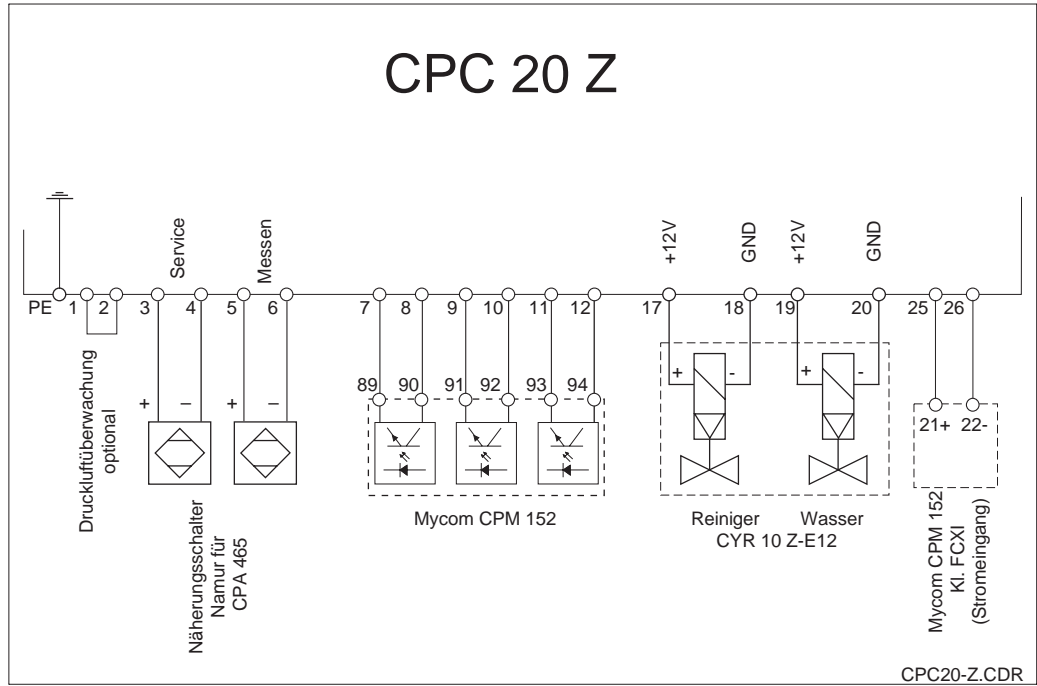 CPC 20 Z
Service
Messen
+12V
GND
+12V
GND
PE 1 2 3 4 5 6 7 8 9 10 11 12 17 18 19 20 25 26
89 90 91 92 93 94
+ - + -
+ – + –
21+ 22-
Druckluftüberwachung
optional
Näherungsschalter
Namur für
CPA 465
Mycom CPM 152
Reiniger Wasser
CYR 10 Z-E12
Mycom CPM 152
Kl. FCXI
(Stromeingang)
CPC20-Z.CDR